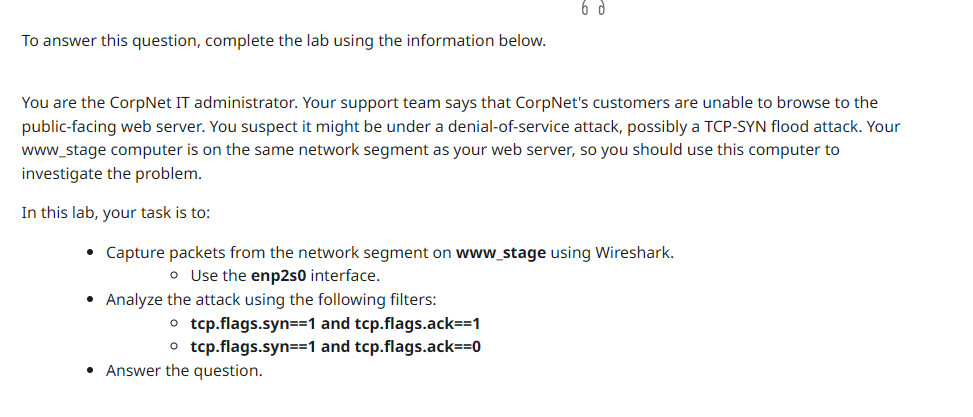 To answer this question, complete the lab using the information below.
You are the CorpNet IT administrator. Your support team says that CorpNet's customers are unable to browse to the
public-facing web server. You suspect it might be under a denial-of-service attack, possibly a TCP-SYN flood attack. Your
www_stage computer is on the same network segment as your web server, so you should use this computer to
investigate the problem.
In this lab, your task is to:
• Capture packets from the network segment on www_stage using Wireshark.
○ Use the enp2s0 interface.
• Analyze the attack using the following filters:
○ tcp.flags.syn==1 and tcp.flags.ack==1
○ tcp.flags.syn==1 and tcp.flags.ack==0
• Answer the question.